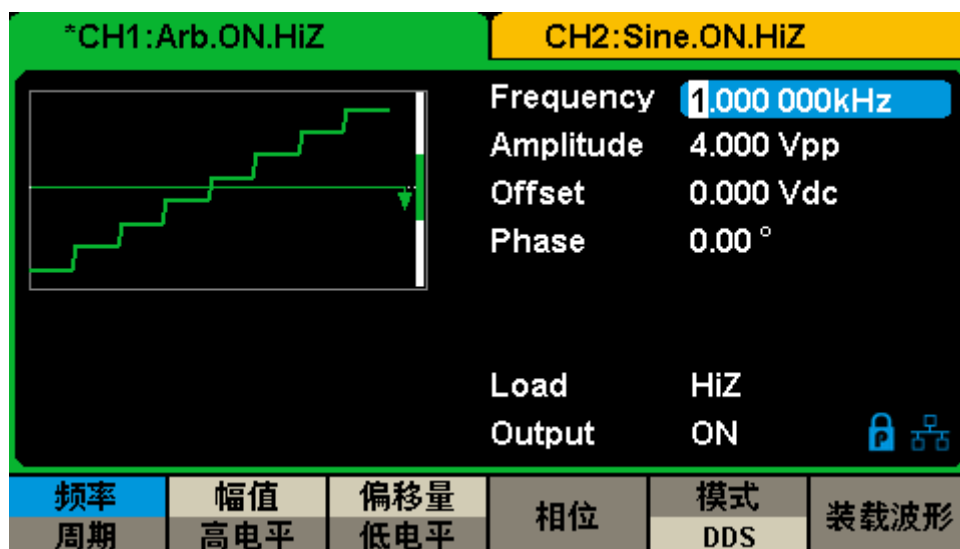 *CH1:Arb.ON.HiZ
CH2:Sine.ON.HiZ
Frequency 1.000 000kHz
Amplitude 4.000 Vpp
Offset 0.000 Vdc
Phase 0.00 °
Load HiZ
Output ON
P
频率 幅值 偏移量 相位 模式 装载波形
周期 高电平 低电平 DDS